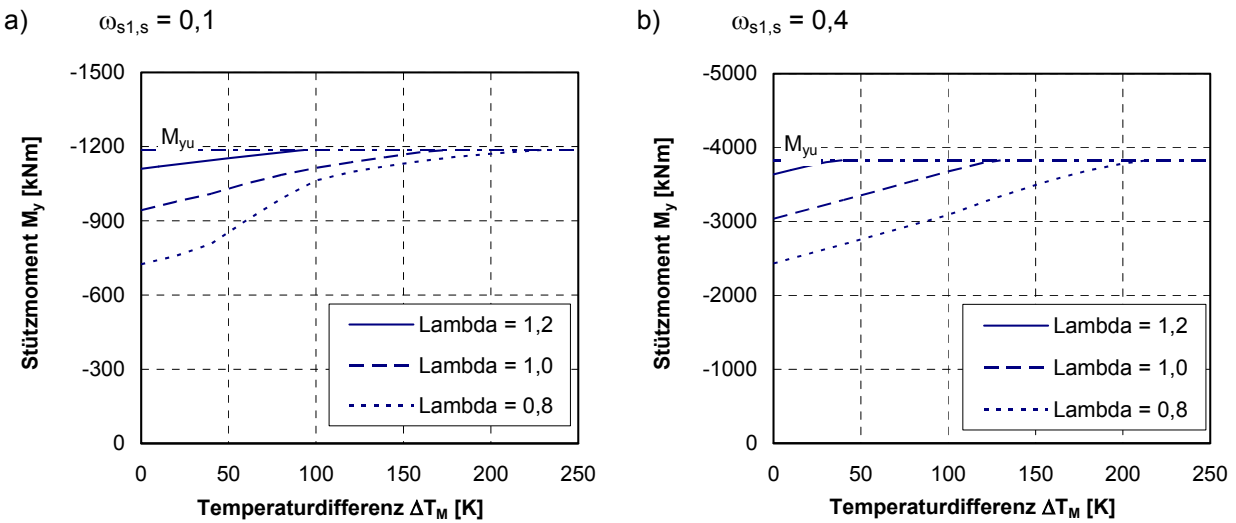 a) ωs1,s = 0,1
Stützmoment My [kNm]
-1500
-1200
-900
-600
-300
0
Myu
Lambda = 1,2
Lambda = 1,0
Lambda = 0,8
0 50 100 150 200 250
Temperaturdifferenz ΔTM [K]
b) ωs1,s = 0,4
Stützmoment My [kNm]
-5000
-4000
-3000
-2000
-1000
0
Myu
Lambda = 1,2
Lambda = 1,0
Lambda = 0,8
0 50 100 150 200 250
Temperaturdifferenz ΔTM [K]